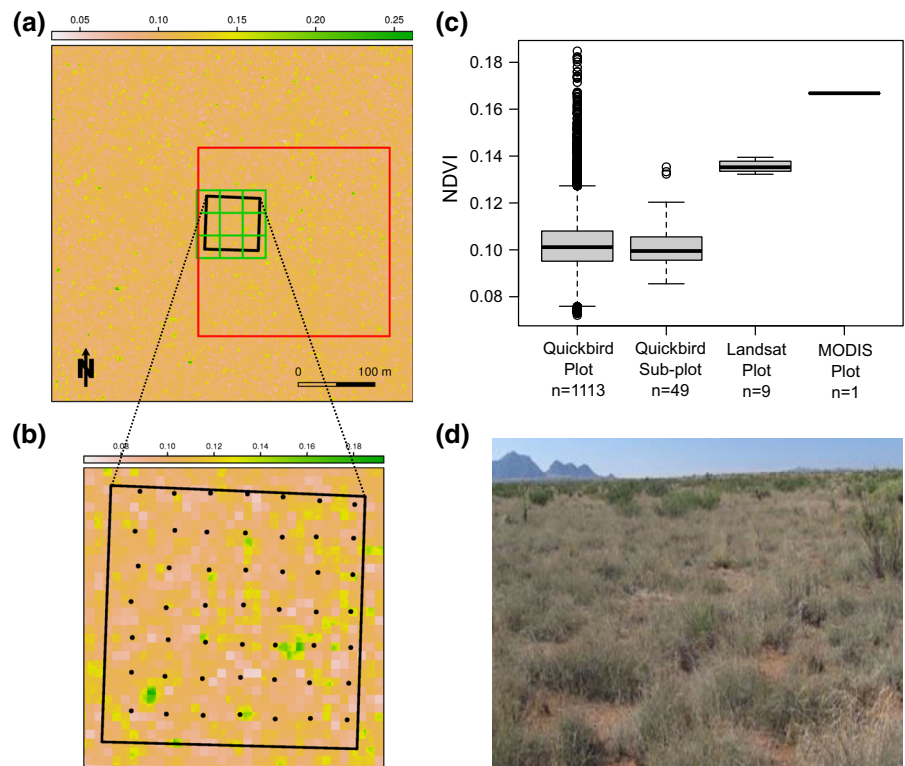 (a)
0.05 0.10 0.15 0.20 0.25
N
0 100 m
(b)
0.08 0.10 0.12 0.14 0.16 0.18
(c)
NDVI
0.18
0.16
0.14
0.12
0.10
0.08
Quickbird Quickbird Landsat MODIS
Plot Sub-plot Plot Plot
n=1113 n=49 n=9 n=1
(d)